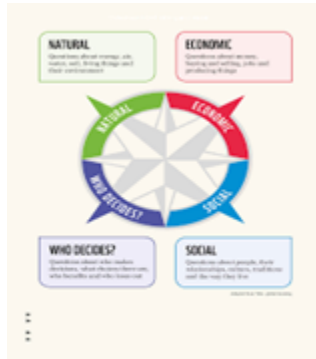 NATURAL
Questions about energy, air,
water, soil, living things and
their environment
ECONOMIC
Questions about money,
buying and selling, jobs and
producing things
NATURAL
ECONOMIC
WHO DECIDES?
SOCIAL
WHO DECIDES?
Questions about who makes
decisions, what choices there are,
who benefits and who loses out
SOCIAL
Questions about people, their
relationships, culture, traditions
and the way they live